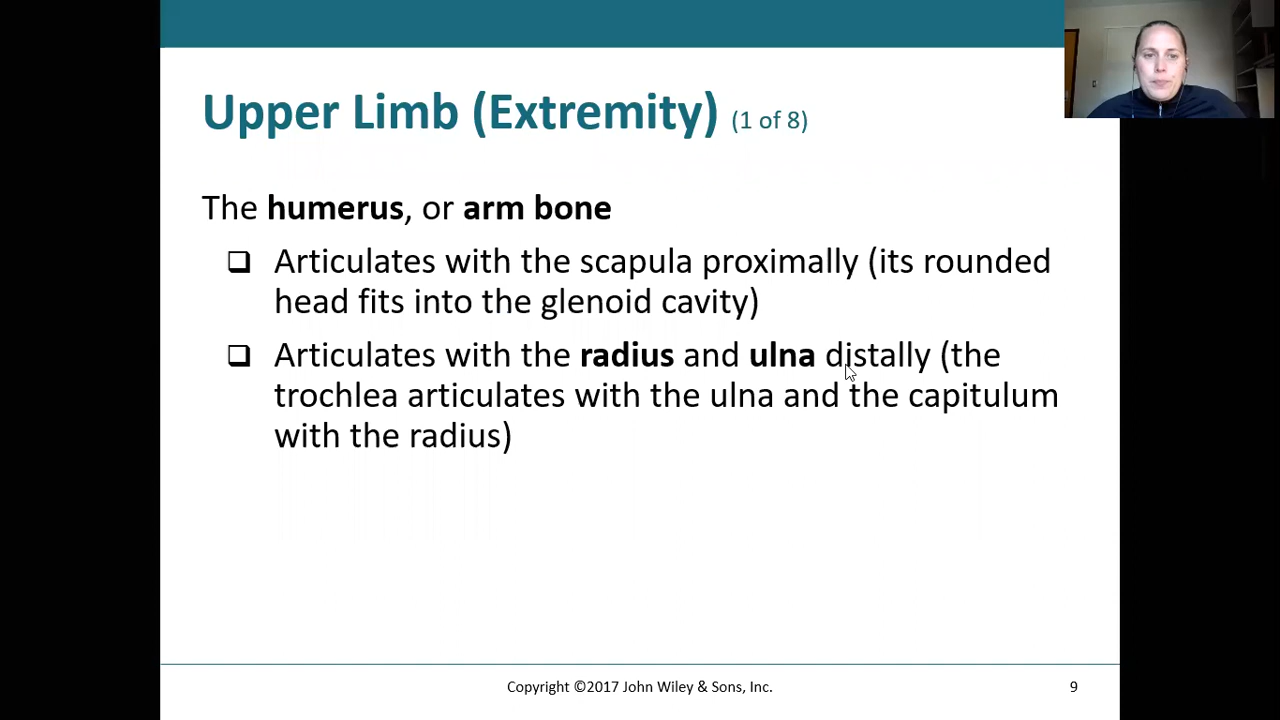 Upper Limb (Extremity) (1 of 8)
The humerus, or arm bone
Articulates with the scapula proximally (its rounded
head fits into the glenoid cavity)
Articulates with the radius and ulna distally (the
trochlea articulates with the ulna and the capitulum
with the radius)
Copyright ©2017 John Wiley & Sons, Inc.
9